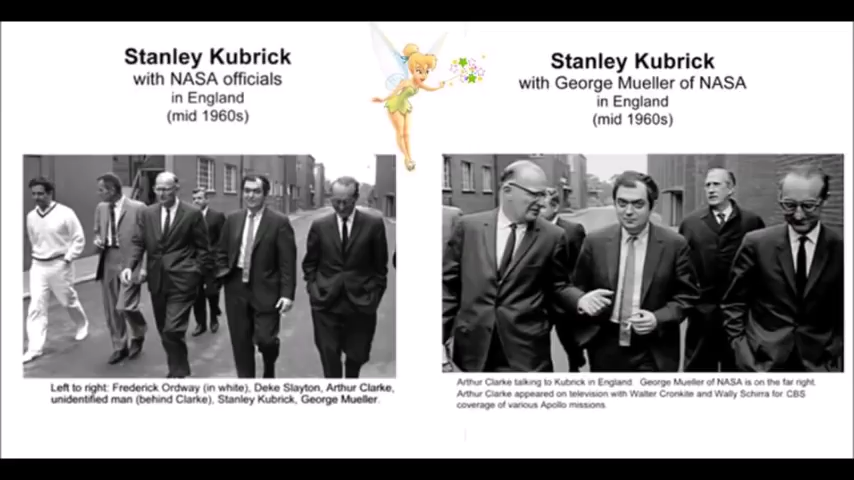 Stanley Kubrick
with NASA officials
in England
(mid 1960s)
Left to right: Frederick Ordway (in white), Deke Slayton, Arthur Clarke,
unidentified man (behind Clarke), Stanley Kubrick, George Mueller.
Stanley Kubrick
with George Mueller of NASA
in England
(mid 1960s)
Arthur Clarke talking to Kubrick in England. George Mueller of NASA is on the far right.
Arthur Clarke appeared on television with Walter Cronkite and Wally Schirra for CBS
coverage of various Apollo missions.